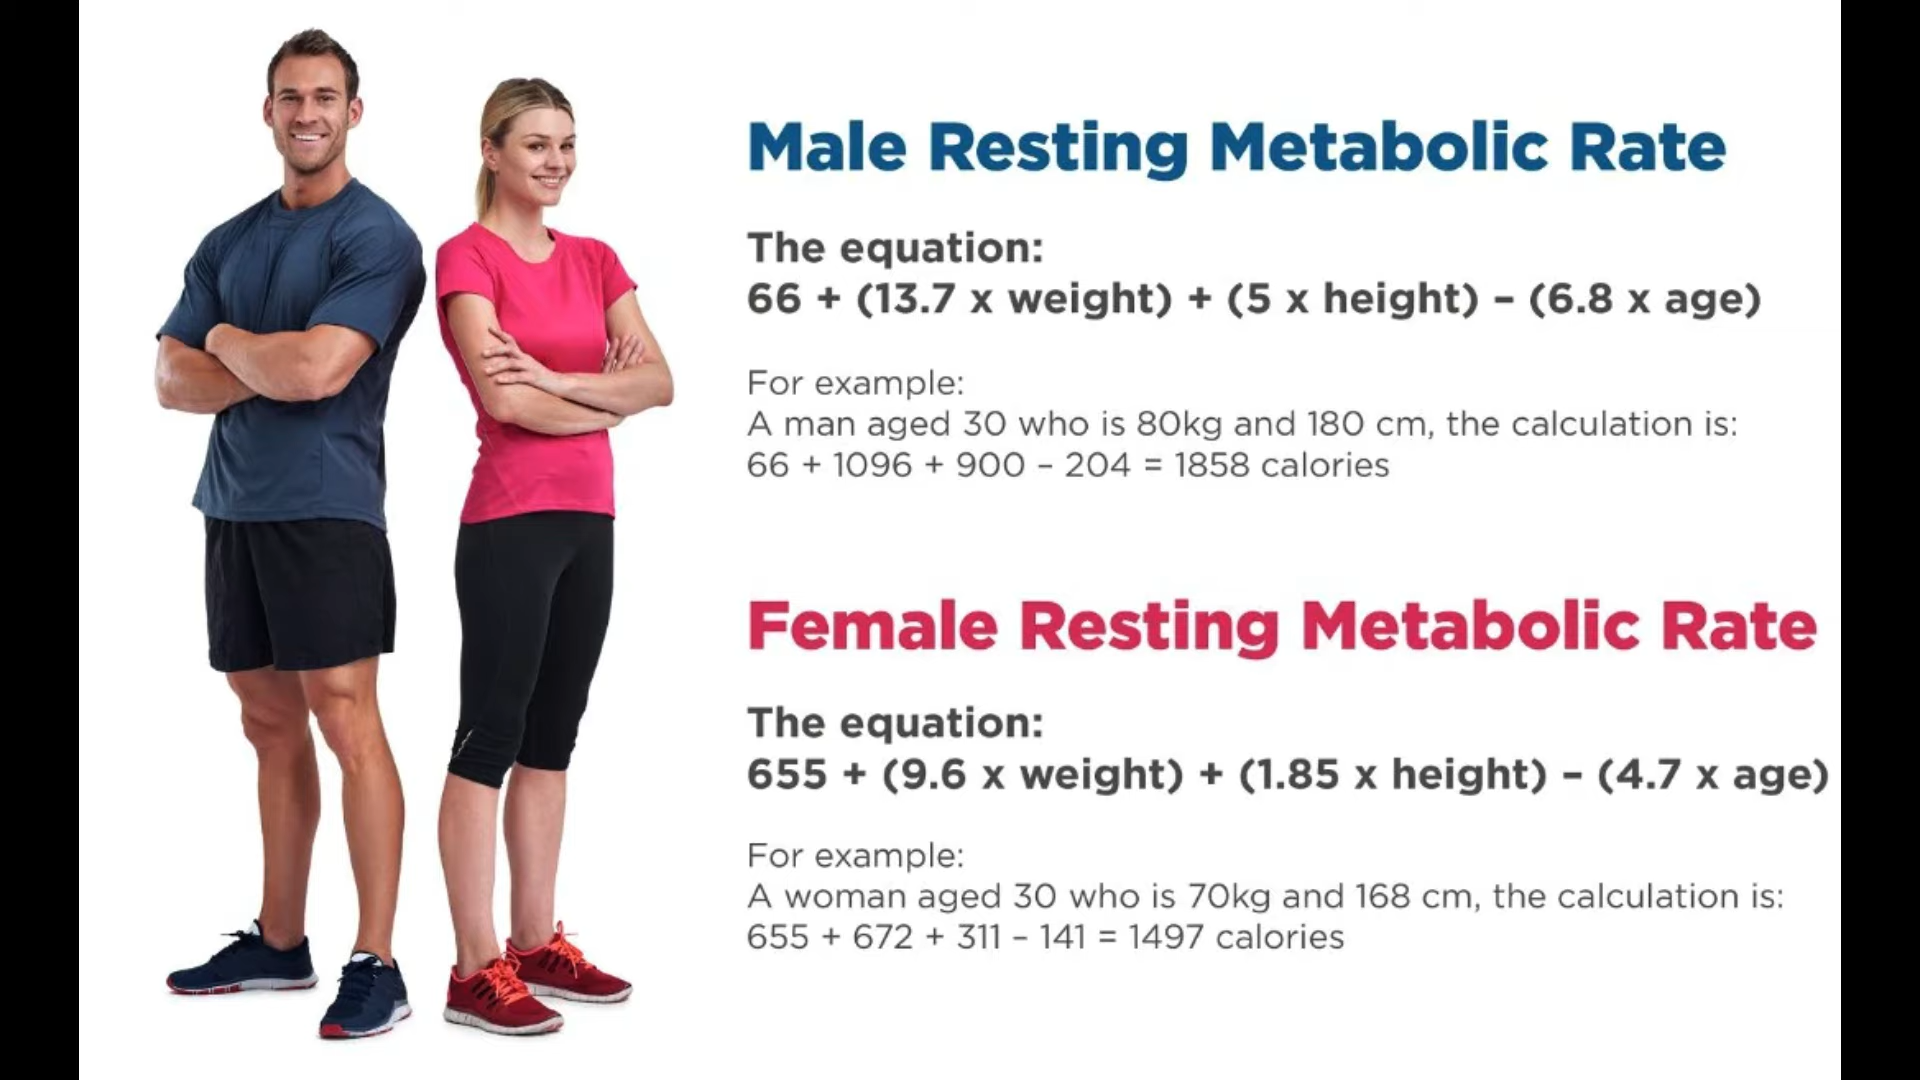 Male Resting Metabolic Rate
The equation:
66 + (13.7 x weight) + (5 x height) – (6.8 x age)
For example:
A man aged 30 who is 80kg and 180 cm, the calculation is:
66 + 1096 + 900 – 204 = 1858 calories
Female Resting Metabolic Rate
The equation:
655 + (9.6 x weight) + (1.85 x height) – (4.7 x age)
For example:
A woman aged 30 who is 70kg and 168 cm, the calculation is:
655 + 672 + 311 – 141 = 1497 calories